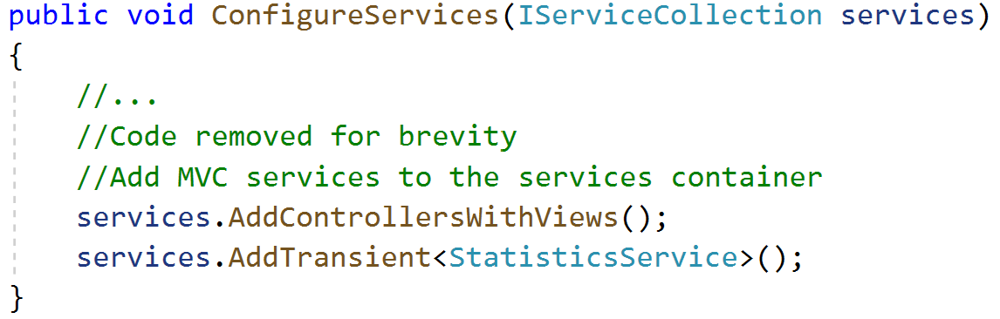 public void ConfigureServices(IServiceCollection services)
{
//...
//Code removed for brevity
//Add MVC services to the services container
services.AddControllersWithViews();
services.AddTransient<StatisticsService>();
}